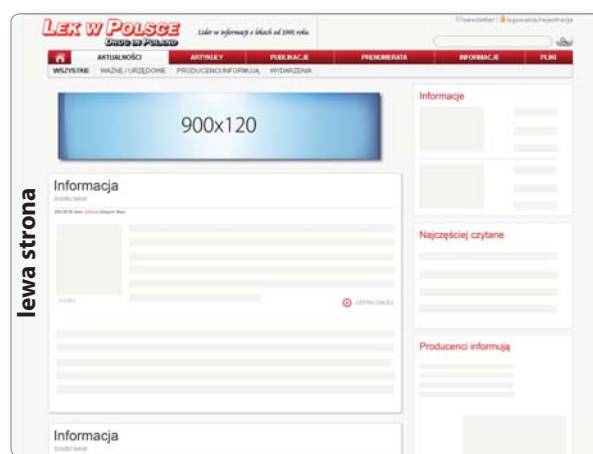 LEK W POLSCE
DRUG IN POLAND
Lider w informacji o lekach od 1991 roku
newsletter | logowanie/rejestracja
AKTUALNOŚCI ARTYKUŁY PUBLIKACJE PRENUMERATA INFORMACJE PLIKI
WSZYSTKIE WAŻNE / URZĘDOWE PRODUCENCI INFORMUJĄ WYDARZENIA
900x120
lewa strona
Informacja
CZYTAJ DALEJ
Informacja
Informacje
Najczęściej czytane
Producenci informują